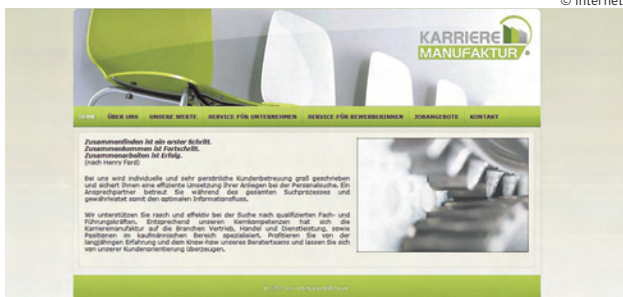 © Internet
KARRIERE
MANUFAKTUR
HOME ÜBER UNS UNSERE WERTE SERVICE FÜR UNTERNEHMEN SERVICE FÜR BEWERBERINNEN JOBANGEBOTE KONTAKT
Zusammenfinden ist ein erster Schritt.
Zusammenkommen ist Fortschritt.
Zusammenarbeiten ist Erfolg.
(nach Henry Ford)
Bei uns wird individuelle und sehr persönliche Kundenbetreuung groß geschrieben
und sichert Ihnen eine effiziente Umsetzung Ihrer Anliegen bei der Personalsuche. Ein
Ansprechpartner betreut Sie während des gesamten Suchprozesses und
gewährleistet somit den optimalen Informationsfluss.
Wir unterstützen Sie rasch und effektiv bei der Suche nach qualifizierten Fach- und
Führungskräften. Entsprechend unseren Kernkompetenzen hat sich die
Karrieremanufaktur auf die Branchen Vertrieb, Handel und Dienstleistung, sowie
Positionen im kaufmännischen Bereich spezialisiert. Profitieren Sie von der
langjährigen Erfahrung und dem Know-how unseres Beraterteams und lassen Sie sich
von unserer Kundenorientierung überzeugen.